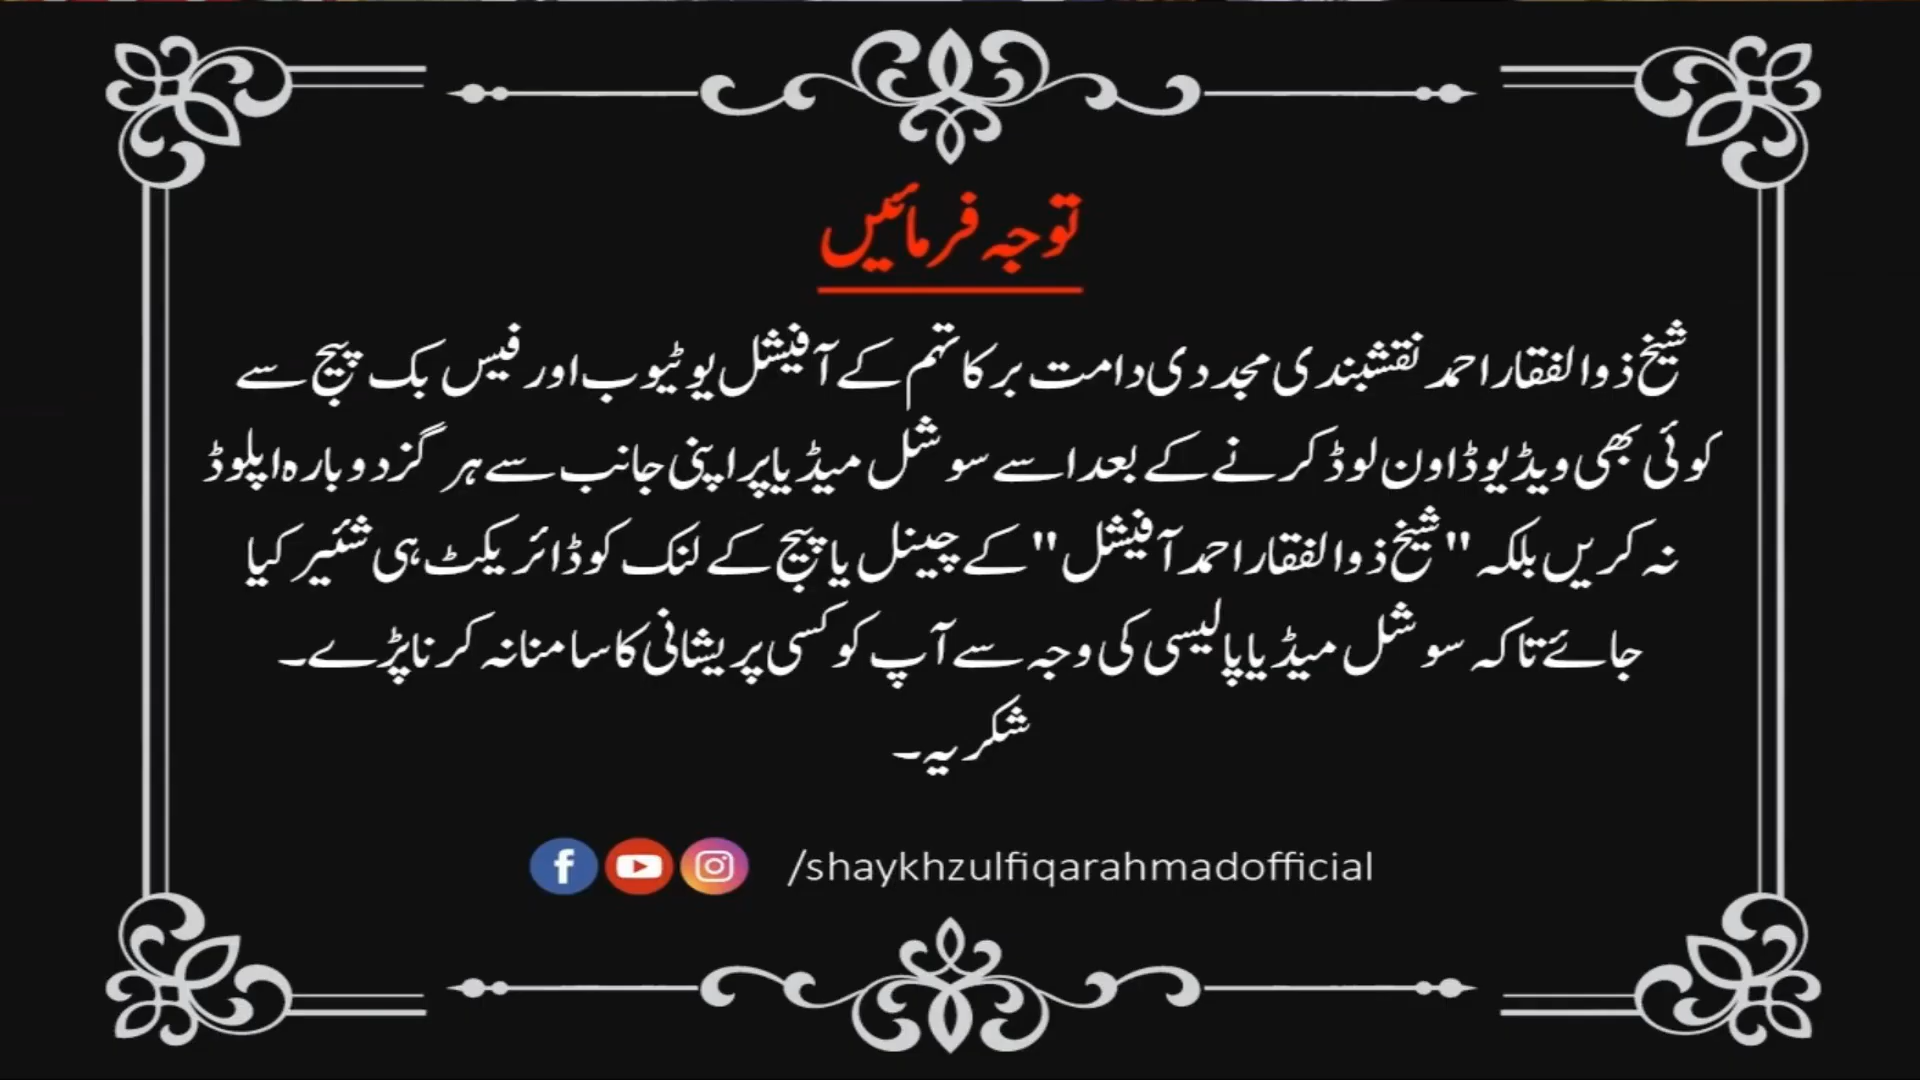 توجہ فرمائیں
شیخ ذوالفقار احمد نقشبندی مجددی دامت برکاتہم کے آفیشل یوٹیوب اور فیس بک پیج سے
کوئی بھی ویڈیو ڈاون لوڈ کرنے کے بعد اسے سوشل میڈیا پر اپنی جانب سے ہر گز دوبارہ اپلوڈ
نہ کریں بلکہ "شیخ ذوالفقار احمد آفیشل" کے چینل یا پیج کے لنک کو ڈائریکٹ ہی شئیر کیا
جائے تاکہ سوشل میڈیا پالیسی کی وجہ سے آپ کو کسی پریشانی کا سامنا نہ کرنا پڑے۔
شکریہ۔
/shaykhzulfiqarahmadofficial